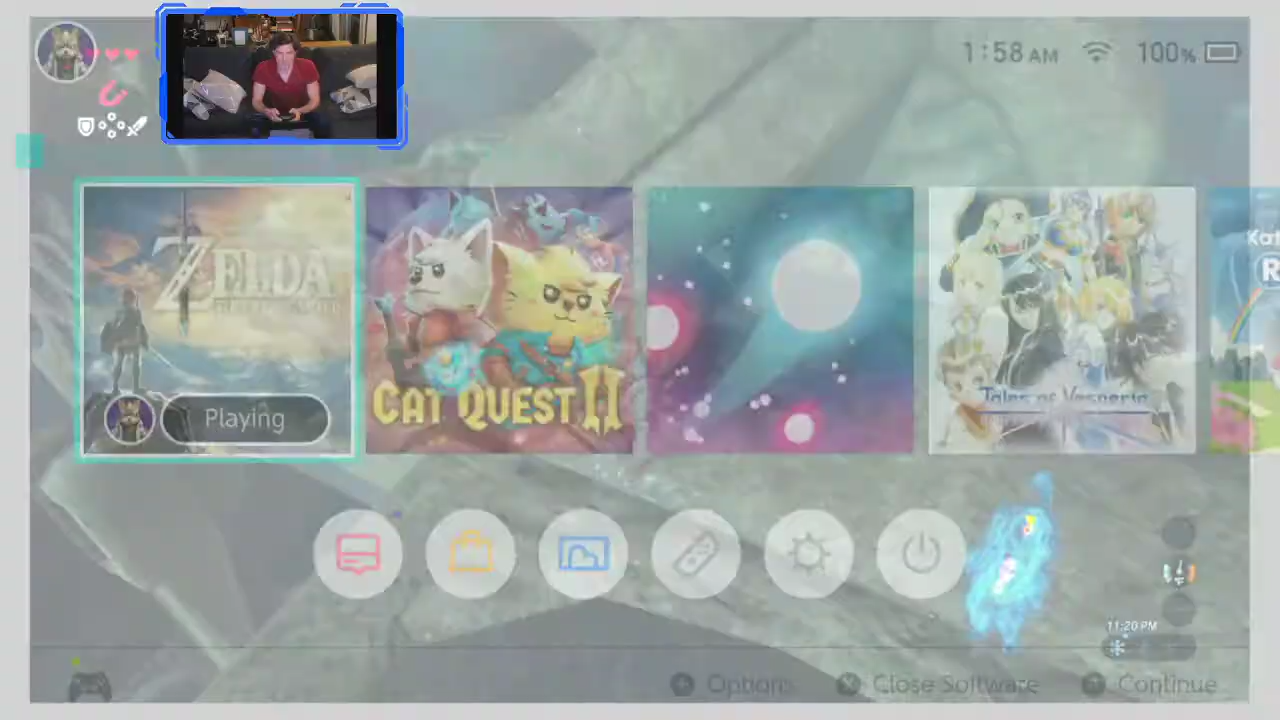 1:58 AM 100%
ZELDA
Playing
CAT QUEST II
Tales of Vesperia
Kat
R
11:20 PM
Options Close Software Continue